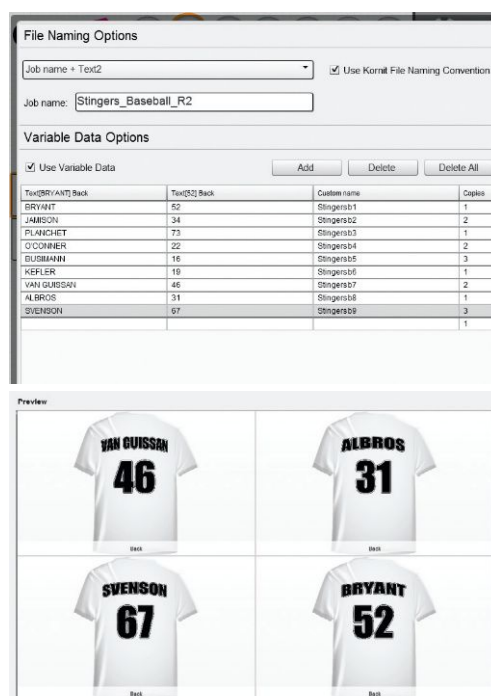 File Naming Options
Job name + Text2
Use Kornit File Naming Convention
Job name: Stingers_Baseball_R2
Variable Data Options
Use Variable Data Add Delete Delete All
Text[BRYANT] Back Text[52] Back Custom name Copies
BRYANT 52 Stingersb1 1
JAMISON 34 Stingersb2 2
PLANCHET 73 Stingersb3 1
O'CONNER 22 Stingersb4 2
BUSIMANN 16 Stingersb5 3
KEFLER 19 Stingersb6 1
VAN GUISSAN 46 Stingersb7 2
ALBROS 31 Stingersb8 1
SVENSON 67 Stingersb9 3
1
Preview
VAN GUISSAN
46
Back
ALBROS
31
Back
SVENSON
67
Back
BRYANT
52
Back